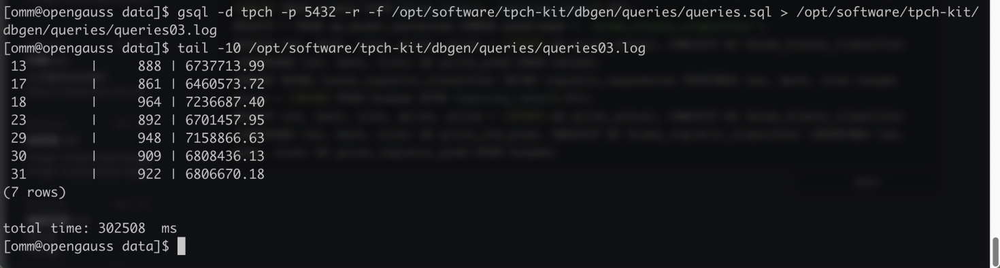 [omm@opengauss data]$ gsql -d tpch -p 5432 -r -f /opt/software/tpch-kit/dbgen/queries/queries.sql > /opt/software/tpch-kit/
dbgen/queries/queries03.log
[omm@opengauss data]$ tail -10 /opt/software/tpch-kit/dbgen/queries/queries03.log
 13          |      888 | 6737713.99
 17          |      861 | 6460573.72
 18          |      964 | 7236687.40
 23          |      892 | 6701457.95
 29          |      948 | 7158866.63
 30          |      909 | 6808436.13
 31          |      922 | 6806670.18
(7 rows)
total time: 302508  ms
[omm@opengauss data]$